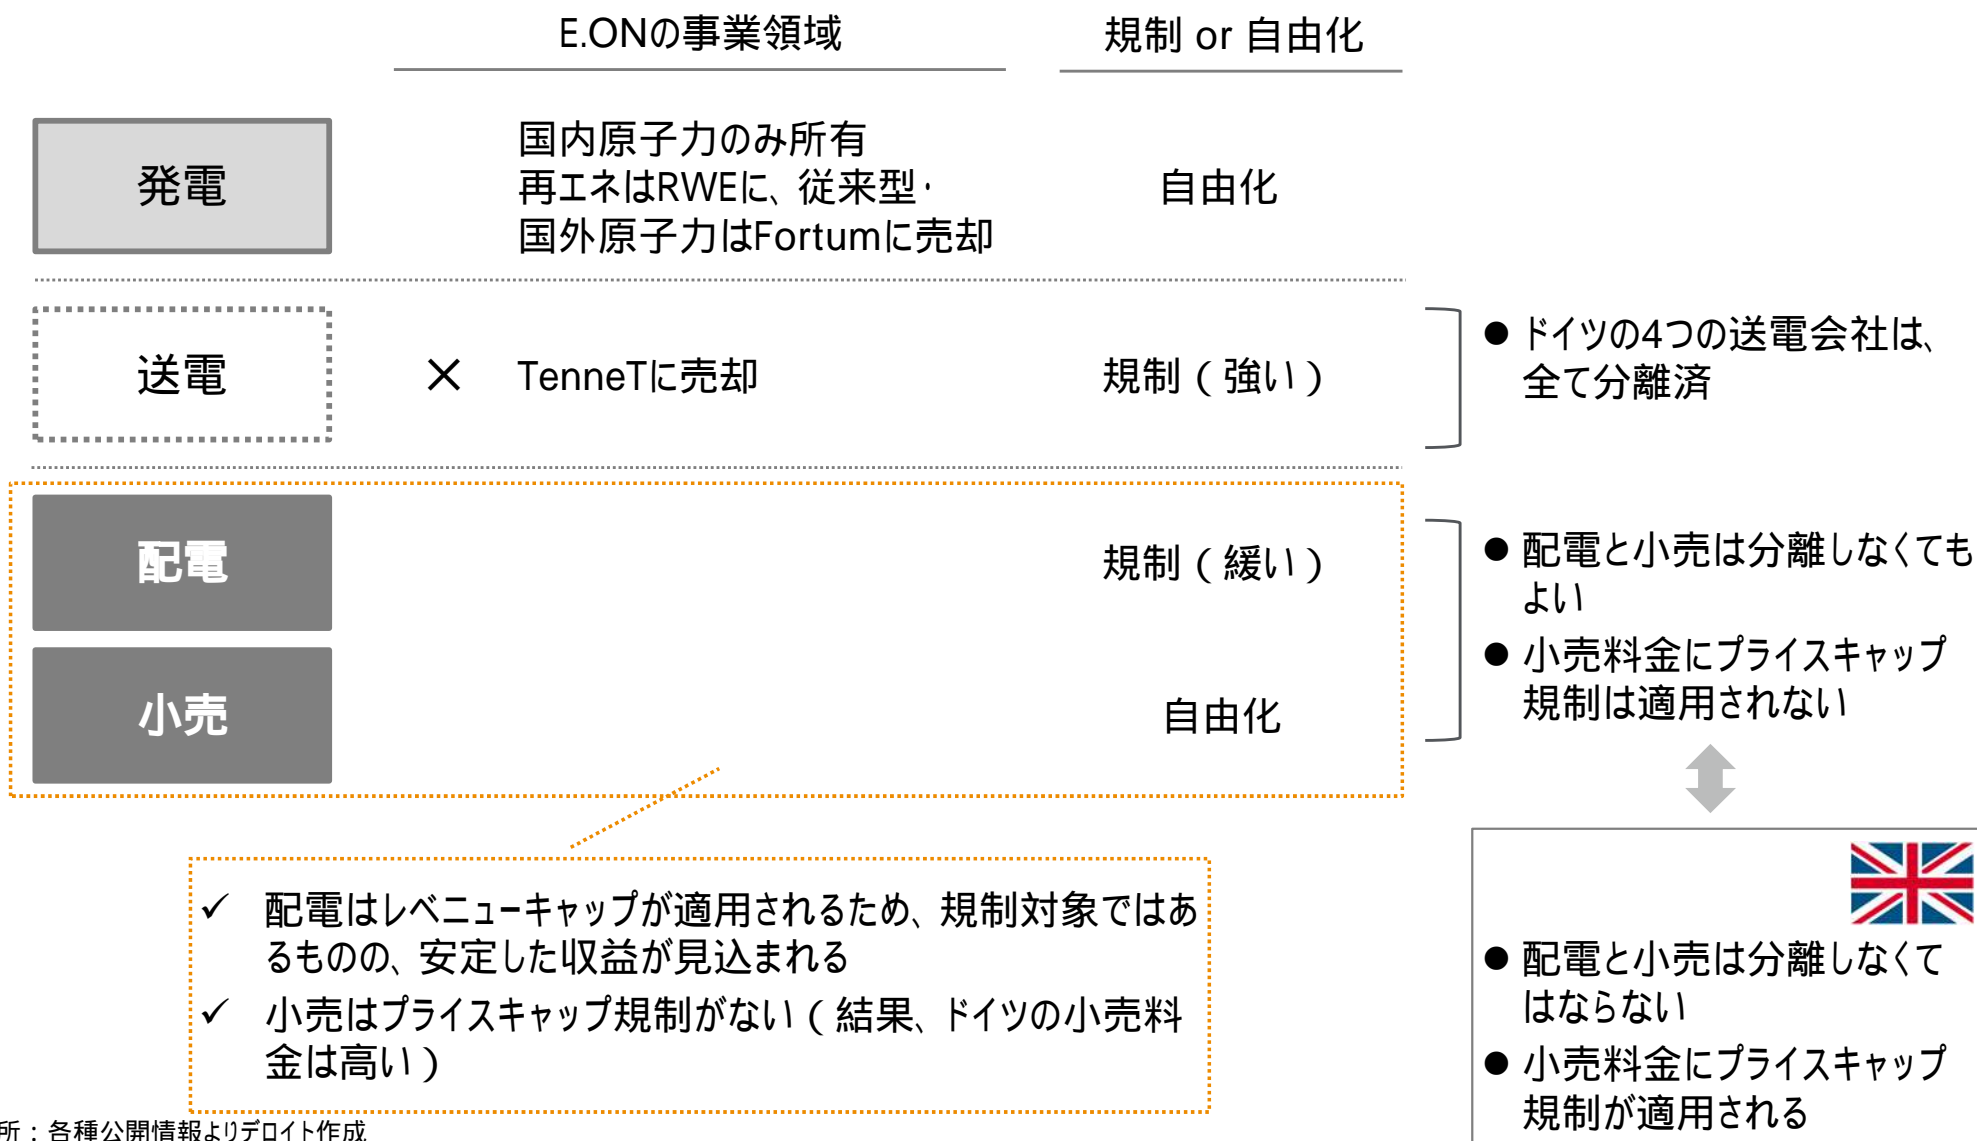 E.ONの事業領域
規制 or 自由化
発電
国内原子力のみ所有
再エネはRWEに、従来型・
国外原子力はFortumに売却
自由化
送電
×
TenneTに売却
規制（強い）
● ドイツの4つの送電会社は、
全て分離済
配電
規制（緩い）
小売
自由化
● 配電と小売は分離しなくても
よい
● 小売料金にプライスキャップ
規制は適用されない
✓ 配電はレベニューキャップが適用されるため、規制対象ではあ
るものの、安定した収益が見込まれる
✓ 小売はプライスキャップ規制がない（結果、ドイツの小売料
金は高い）
● 配電と小売は分離しなくて
はならない
● 小売料金にプライスキャップ
規制が適用される
所：各種公開情報よりデロイト作成